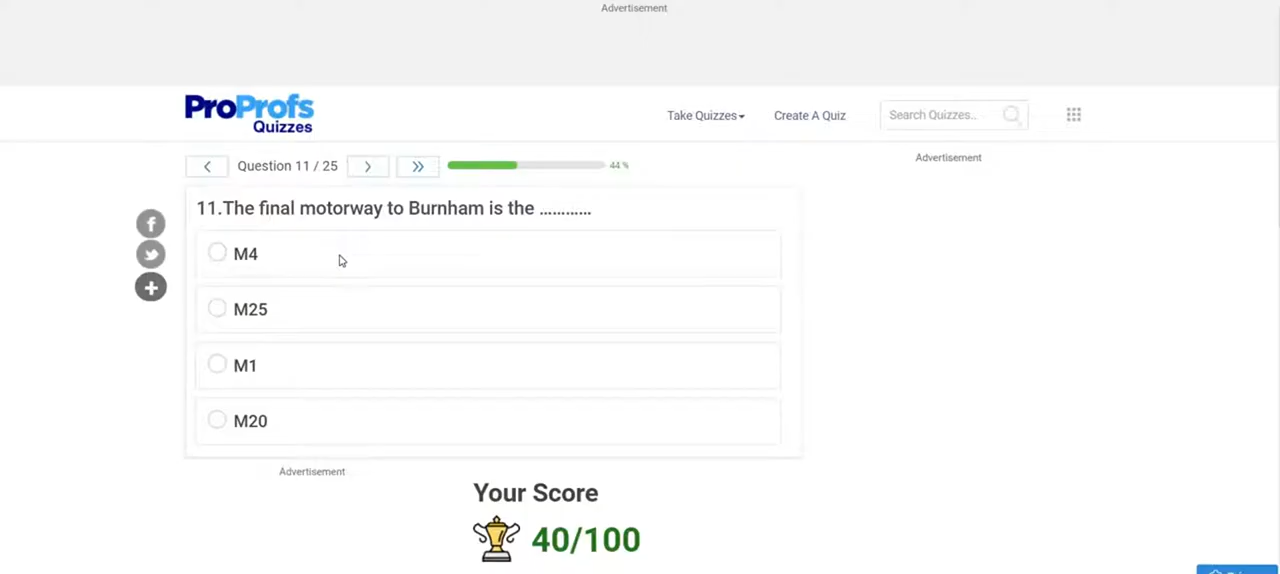 Advertisement
ProProfs
Quizzes
Take Quizzes
Create A Quiz
Search Quizzes..
Question 11 / 25
44 %
Advertisement
11.The final motorway to Burnham is the ............
M4
M25
M1
M20
Advertisement
Your Score
40/100